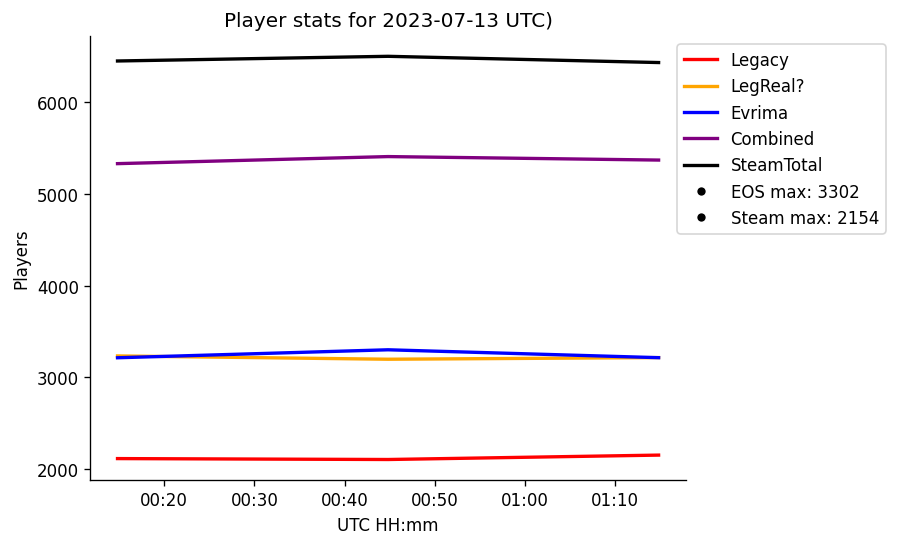 Player stats for 2023-07-13 UTC)
Legacy
LegReal?
Evrima
Combined
SteamTotal
EOS max: 3302
Steam max: 2154
Players
6000
5000
4000
3000
2000
00:20 00:30 00:40 00:50 01:00 01:10
UTC HH:mm